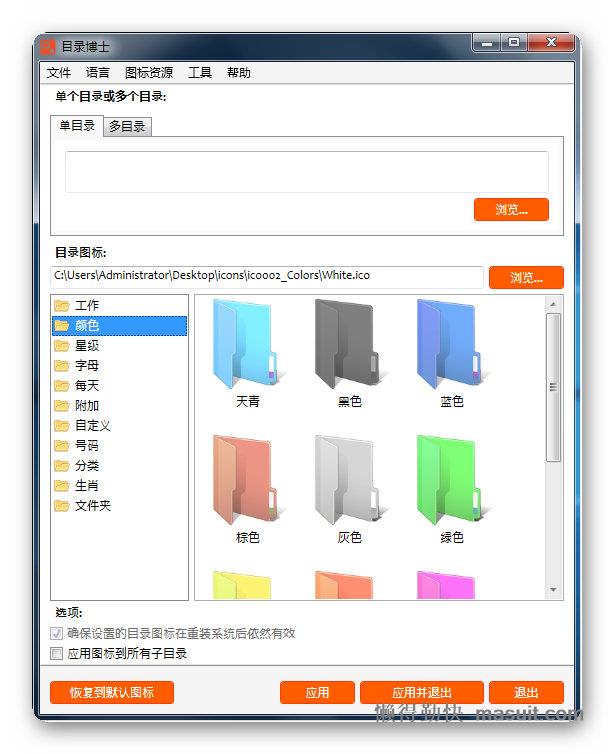 目录博士
文件 语言 图标资源 工具 帮助
单个目录或多个目录:
单目录 多目录
浏览...
目录图标:
C:\Users\Administrator\Desktop\icons\ico002_Colors\White.ico
浏览...
工作
颜色
星级
字母
每天
附加
自定义
号码
分类
生肖
文件夹
天青 黑色 蓝色
棕色 灰色 绿色
选项:
确保设置的目录图标在重装系统后依然有效
应用图标到所有子目录
恢复到默认图标 应用 应用并退出 退出
懒得勤快 masuit.com